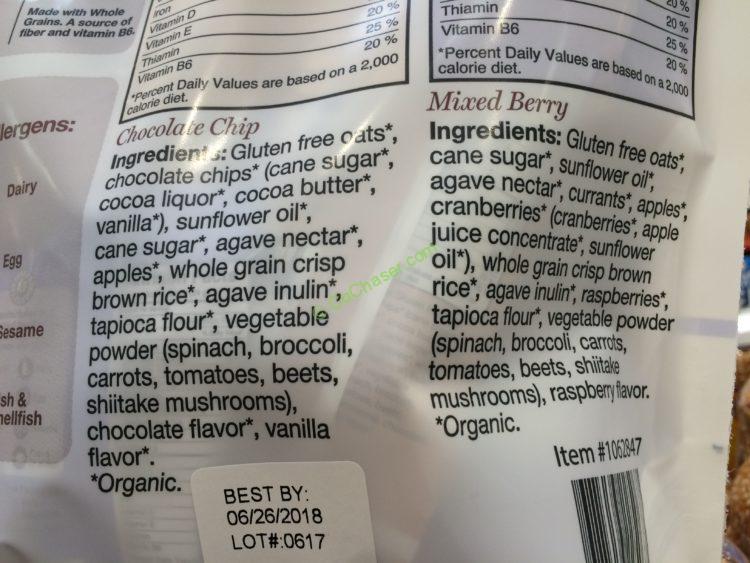 Made with Whole
Grains. A source of
fiber and vitamin B6.
lergens:
Dairy
Egg
Sesame
sh &
hellfish
Iron
Vitamin D 20 %
Vitamin E 25 %
Thiamin 20 %
Vitamin B6
*Percent Daily Values are based on a 2,000
calorie diet.
Chocolate Chip
Ingredients: Gluten free oats*,
chocolate chips* (cane sugar*,
cocoa liquor*, cocoa butter*,
vanilla*), sunflower oil*,
cane sugar*, agave nectar*,
apples*, whole grain crisp
brown rice*, agave inulin*,
tapioca flour*, vegetable
powder (spinach, broccoli,
carrots, tomatoes, beets,
shiitake mushrooms),
chocolate flavor*, vanilla
flavor*.
*Organic.
BEST BY:
06/26/2018
LOT#:0617
20 %
Thiamin 20 %
Vitamin B6 25 %
20 %
*Percent Daily Values are based on a 2,000
calorie diet.
Mixed Berry
Ingredients: Gluten free oats*,
cane sugar*, sunflower oil*,
agave nectar*, currants*, apples*,
cranberries* (cranberries*, apple
juice concentrate*, sunflower
oil*), whole grain crisp brown
rice*, agave inulin*, raspberries*,
tapioca flour*, vegetable powder
(spinach, broccoli, carrots,
tomatoes, beets, shiitake
mushrooms), raspberry flavor.
*Organic.
Item #1062847
CoChaser.com